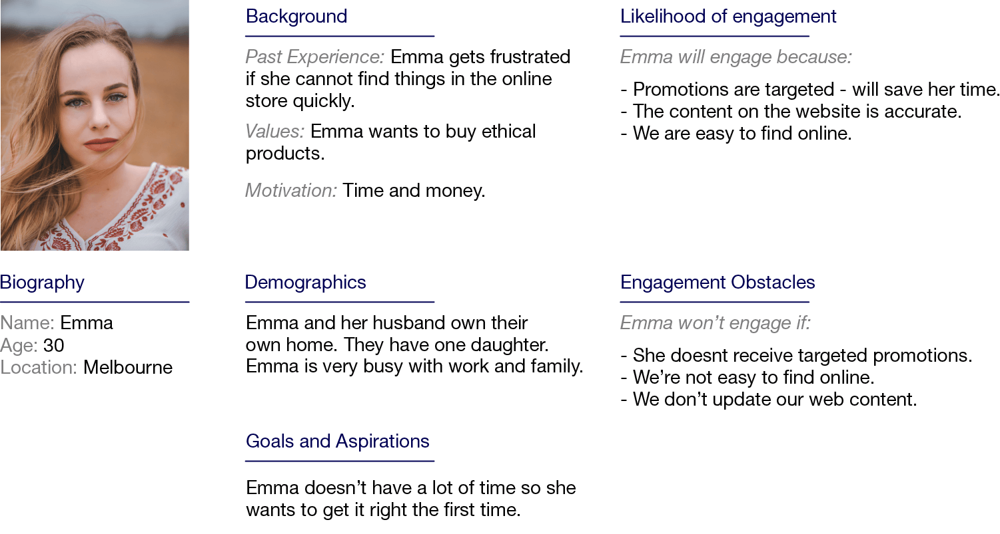 Background
Past Experience: Emma gets frustrated
if she cannot find things in the online
store quickly.
Values: Emma wants to buy ethical
products.
Motivation: Time and money.
Likelihood of engagement
Emma will engage because:
- Promotions are targeted - will save her time.
- The content on the website is accurate.
- We are easy to find online.
Biography
Name: Emma
Age: 30
Location: Melbourne
Demographics
Emma and her husband own their
own home. They have one daughter.
Emma is very busy with work and family.
Engagement Obstacles
Emma won’t engage if:
- She doesnt receive targeted promotions.
- We’re not easy to find online.
- We don’t update our web content.
Goals and Aspirations
Emma doesn’t have a lot of time so she
wants to get it right the first time.